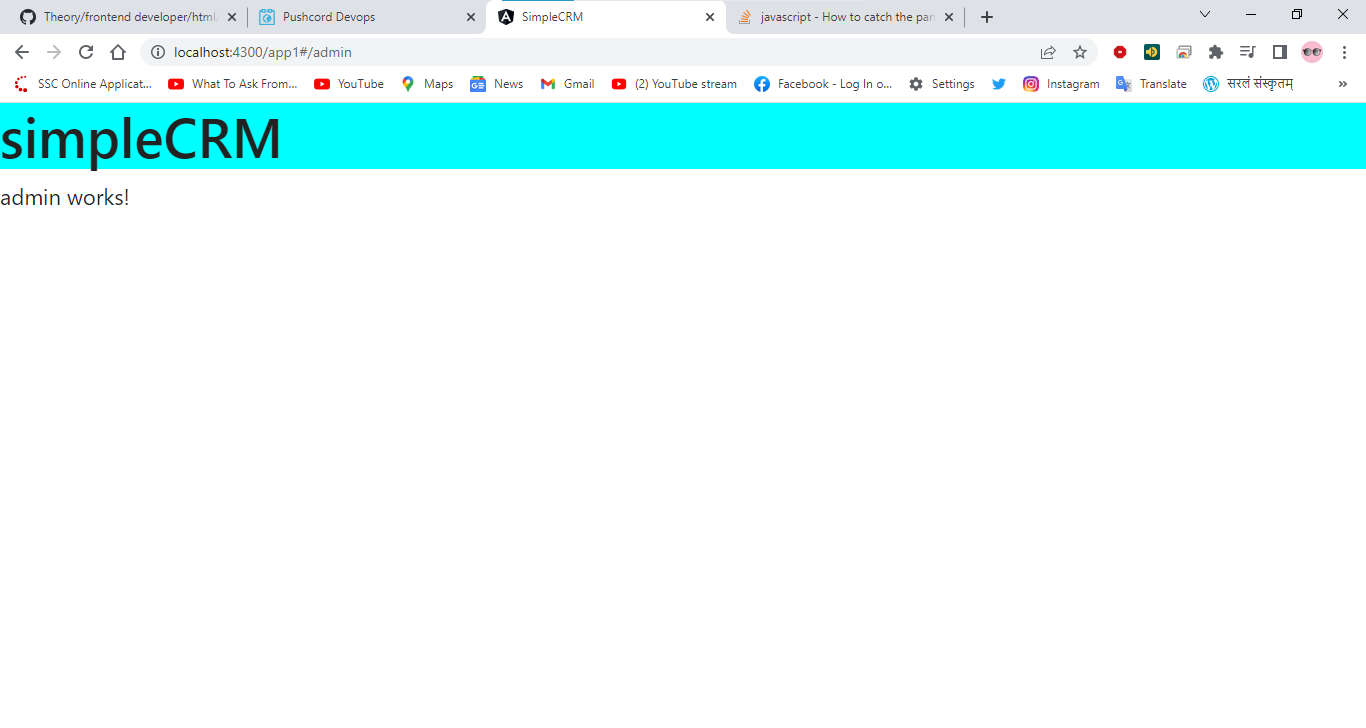 Theory/frontend developer/html
Pushcord Devops
SimpleCRM
javascript - How to catch the par
localhost:4300/app1#/admin
SSC Online Applicat...
What To Ask From...
YouTube
Maps
News
Gmail
(2) YouTube stream
Facebook - Log In o...
Settings
Instagram
Translate
सरलं संस्कृतम्
simpleCRM
admin works!